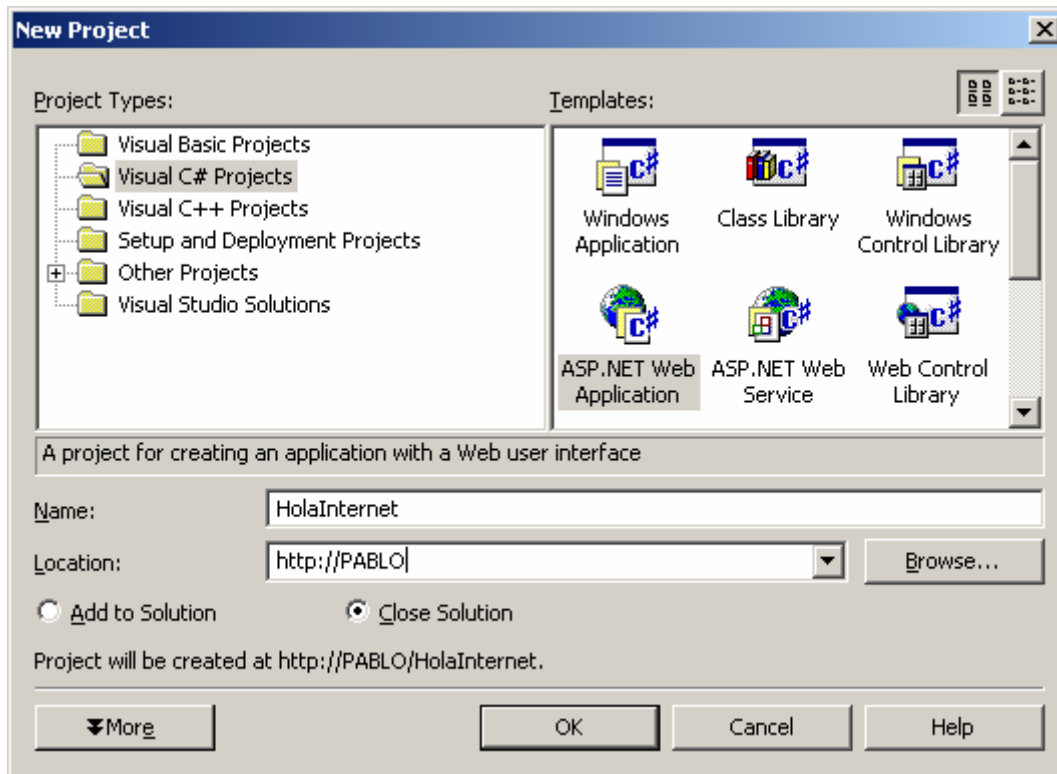 New Project
Project Types:
Templates:
Visual Basic Projects
Visual C# Projects
Visual C++ Projects
Setup and Deployment Projects
Other Projects
Visual Studio Solutions
Windows
Application
Class Library
Windows
Control Library
ASP.NET Web
Application
ASP.NET Web
Service
Web Control
Library
A project for creating an application with a Web user interface
Name:
HolaInternet
Location:
http://PABLO
Browse...
Add to Solution
Close Solution
Project will be created at http://PABLO/HolaInternet.
More
OK
Cancel
Help